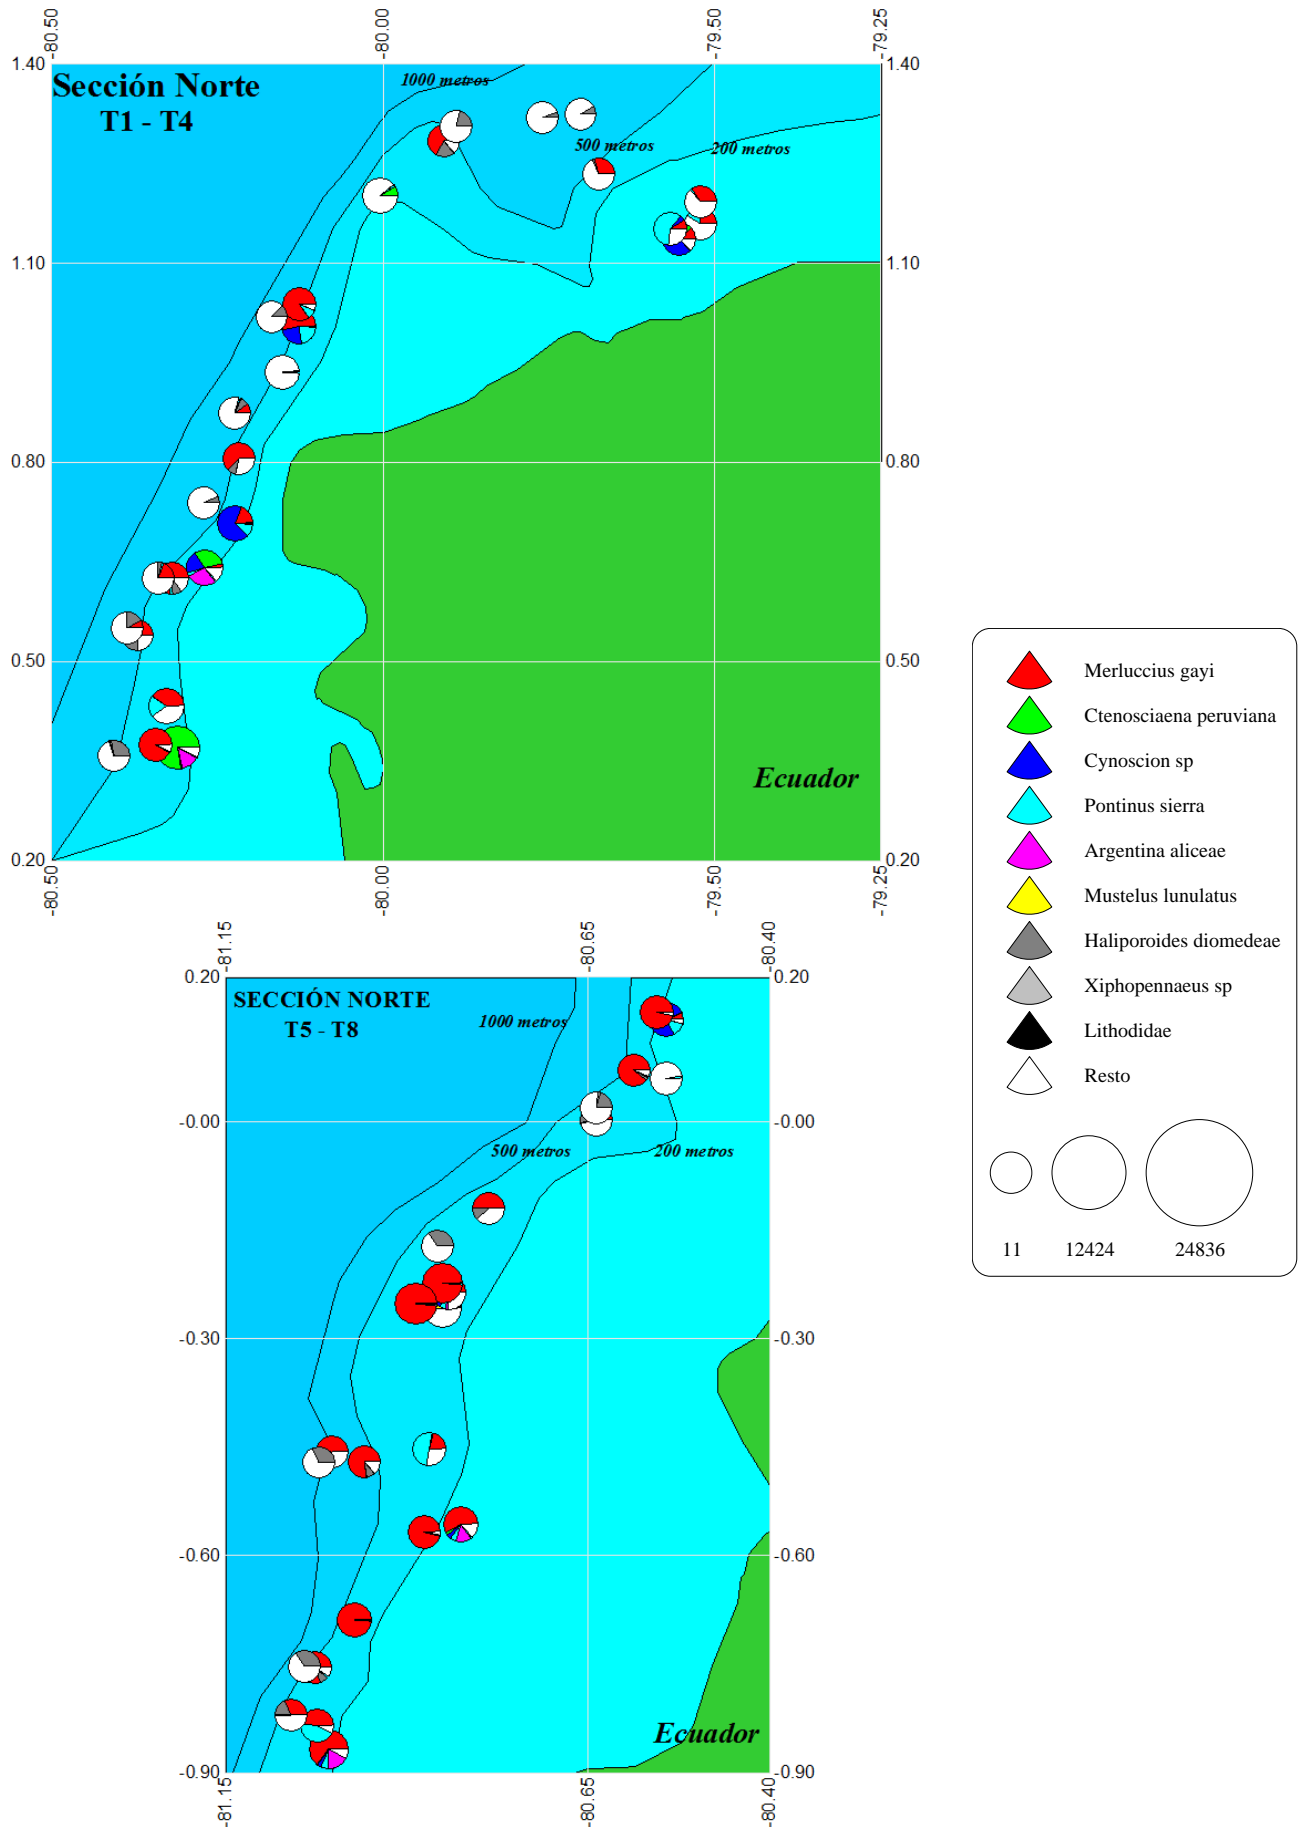 -80.50
-80.00
-79.50
-79.25
1.40
1.40
Sección Norte
T1 - T4
1000 metros
500 metros
200 metros
1.10
1.10
0.80
0.80
0.50
0.50
Ecuador
0.20
0.20
-80.50
-80.00
-79.50
-79.25
-81.15
-80.65
-80.40
0.20
0.20
SECCIÓN NORTE
T5 - T8
1000 metros
-0.00
-0.00
500 metros
200 metros
-0.30
-0.30
-0.60
-0.60
Ecuador
-0.90
-0.90
-81.15
-80.65
-80.40
Merluccius gayi
Ctenosciaena peruviana
Cynoscion sp
Pontinus sierra
Argentina aliceae
Mustelus lunulatus
Haliporoides diomedeae
Xiphopennaeus sp
Lithodidae
Resto
11
12424
24836